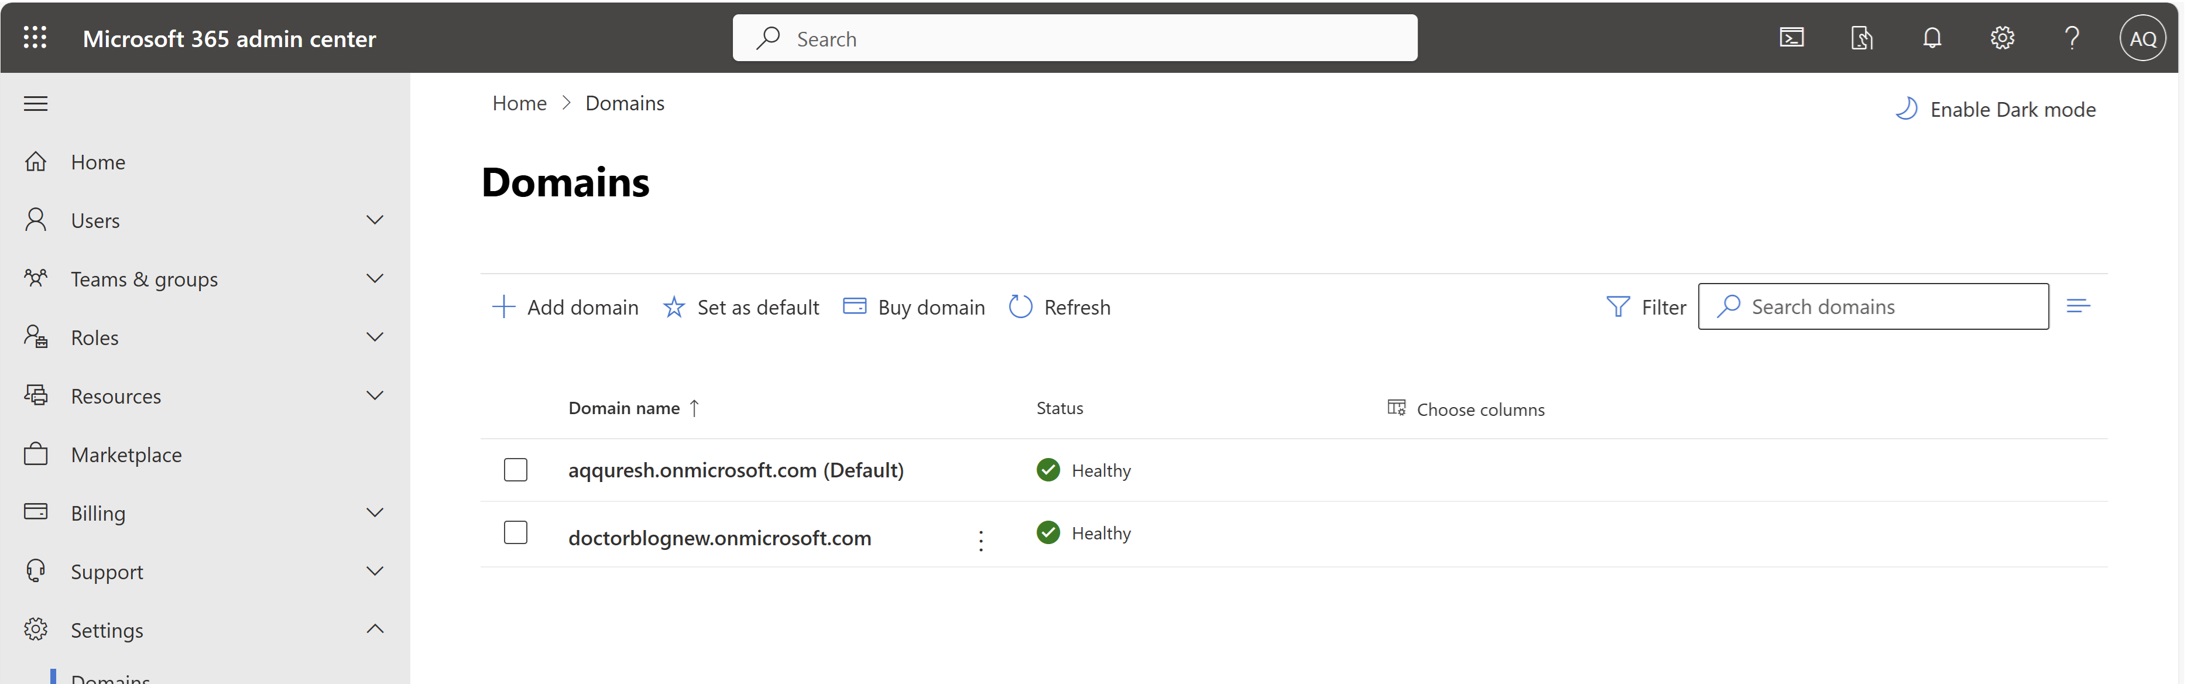 Microsoft 365 admin center
Search
AQ
Home > Domains
Enable Dark mode
Home
Users
Teams & groups
Roles
Resources
Marketplace
Billing
Support
Settings
Domains
Domains
Add domain
Set as default
Buy domain
Refresh
Filter
Search domains
Domain name ↑
Status
Choose columns
aqquresh.onmicrosoft.com (Default)
Healthy
doctorblognew.onmicrosoft.com
Healthy